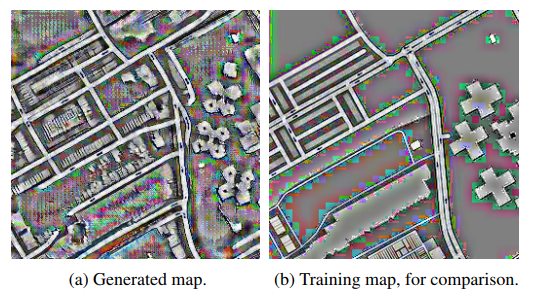 (a) Generated map.
(b) Training map, for comparison.